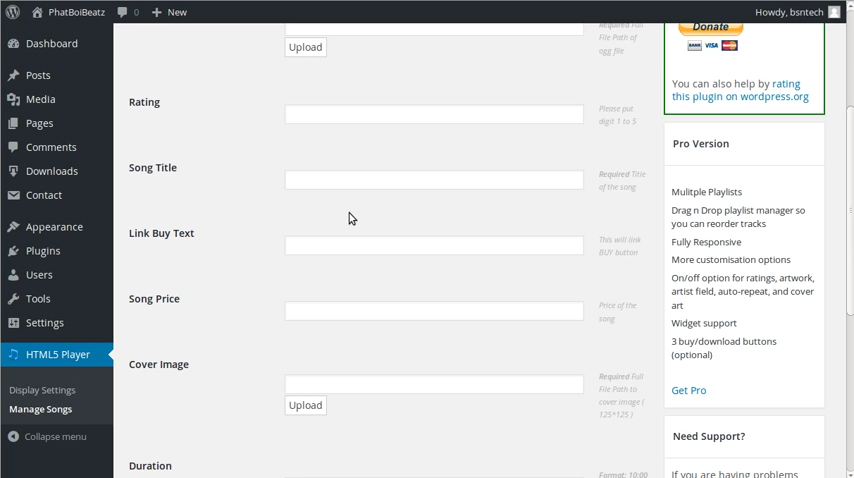 PhatBoiBeatz 0 New Howdy, bsntech
Dashboard
Posts
Media
Pages
Comments
Downloads
Contact
Appearance
Plugins
Users
Tools
Settings
HTML5 Player
Display Settings
Manage Songs
Collapse menu
Required Full
File Path of
ogg file
Upload
Rating
Please put
digit 1 to 5
Song Title
Required Title
of the song
Link Buy Text
This will link
BUY button
Song Price
Price of the
song
Cover Image
Required Full
File Path to
cover image (
125*125 )
Upload
Duration
Format: 10:00
Donate
BANK VISA
You can also help by rating
this plugin on wordpress.org
Pro Version
Mulitple Playlists
Drag n Drop playlist manager so
you can reorder tracks
Fully Responsive
More customisation options
On/off option for ratings, artwork,
artist field, auto-repeat, and cover
art
Widget support
3 buy/download buttons
(optional)
Get Pro
Need Support?
If you are having problems